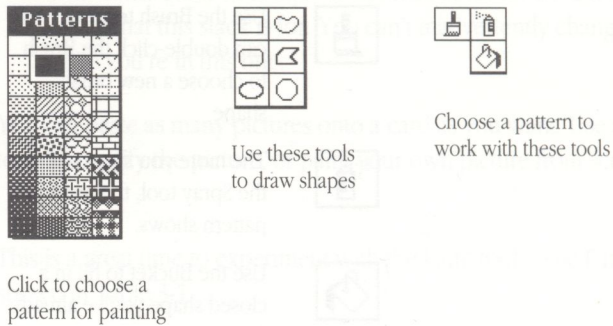 Patterns
Click to choose a
pattern for painting
Use these tools
to draw shapes
Choose a pattern to
work with these tools